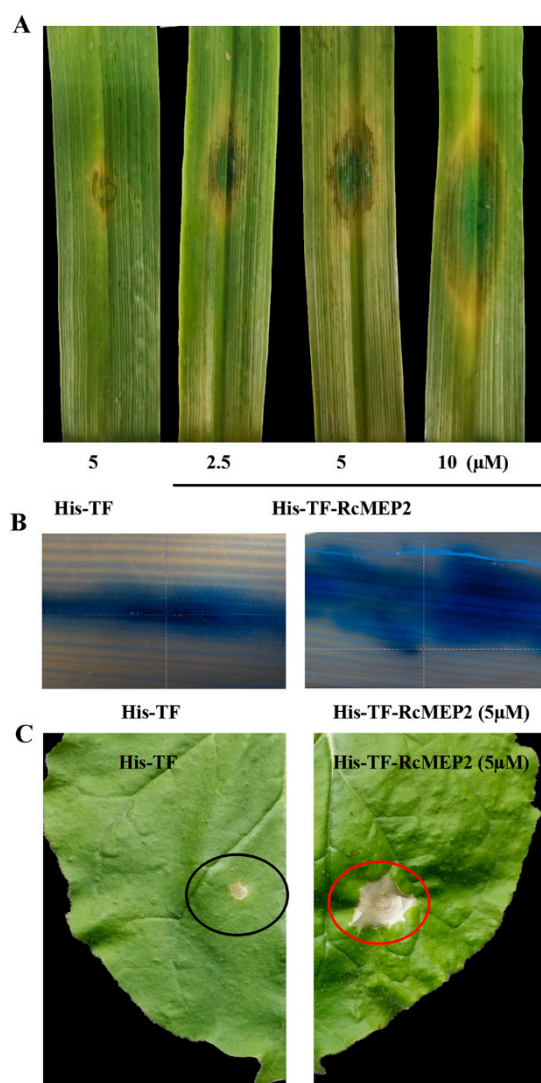 A
5 2.5 5 10 (μM)
His-TF His-TF-RcMEP2
B
His-TF His-TF-RcMEP2 (5μM)
C
His-TF His-TF-RcMEP2 (5μM)